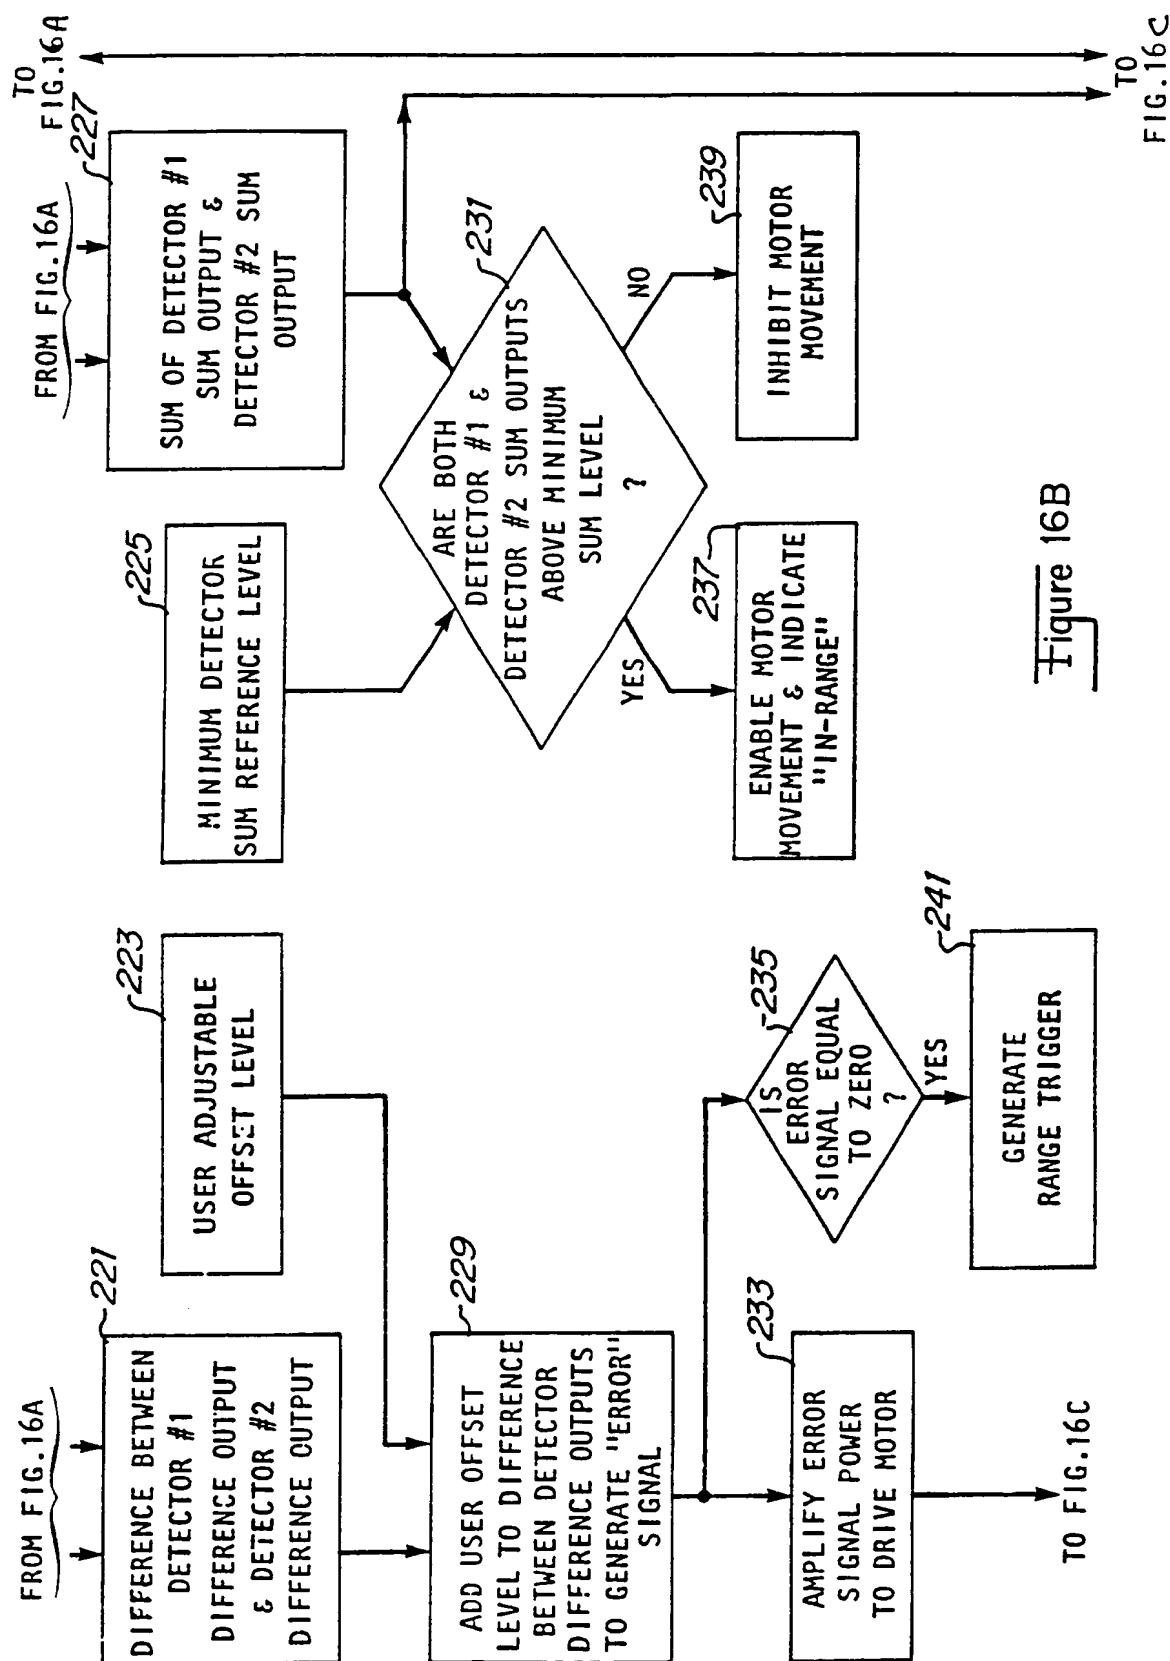 FROM FIG.16A
221
DIFFERENCE BETWEEN
DETECTOR #1
DIFFERENCE OUTPUT
& DETECTOR #2
DIFFERENCE OUTPUT
223
USER ADJUSTABLE
OFFSET LEVEL
225
MINIMUM DETECTOR
SUM REFERENCE LEVEL
FROM FIG.16A
227
SUM OF DETECTOR #1
SUM OUTPUT &
DETECTOR #2 SUM
OUTPUT
TO
FIG.16A
229
ADD USER OFFSET
LEVEL TO DIFFERENCE
BETWEEN DETECTOR
DIFFERENCE OUTPUTS
TO GENERATE "ERROR"
SIGNAL
231
ARE BOTH
DETECTOR #1 &
DETECTOR #2 SUM OUTPUTS
ABOVE MINIMUM
SUM LEVEL
?
YES
NO
233
AMPLIFY ERROR
SIGNAL POWER
TO DRIVE MOTOR
235
IS
ERROR
SIGNAL EQUAL
TO ZERO
?
YES
237
ENABLE MOTOR
MOVEMENT & INDICATE
"IN-RANGE"
239
INHIBIT MOTOR
MOVEMENT
241
GENERATE
RANGE TRIGGER
TO FIG.16C
TO
FIG.16C
Figure 16B